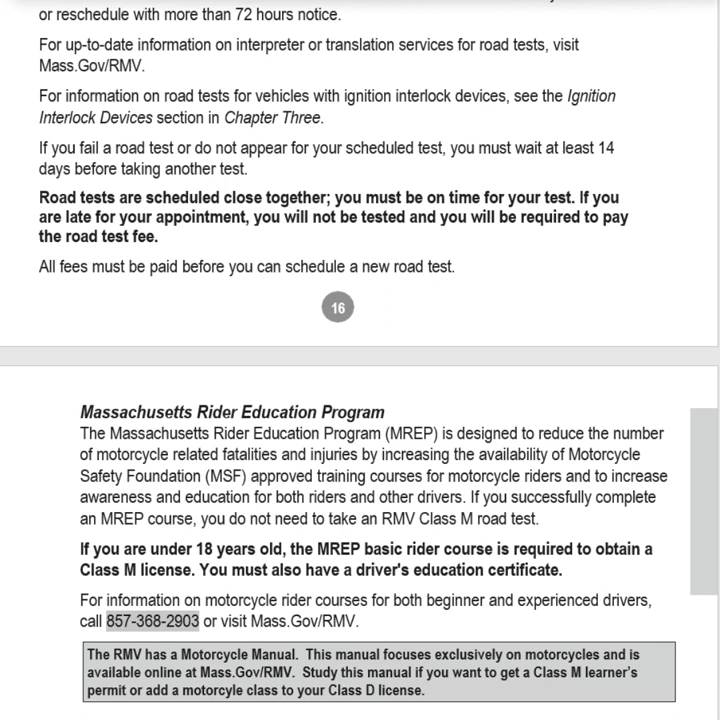 or reschedule with more than 72 hours notice.
For up-to-date information on interpreter or translation services for road tests, visit
Mass.Gov/RMV.
For information on road tests for vehicles with ignition interlock devices, see the Ignition
Interlock Devices section in Chapter Three.
If you fail a road test or do not appear for your scheduled test, you must wait at least 14
days before taking another test.
Road tests are scheduled close together; you must be on time for your test. If you
are late for your appointment, you will not be tested and you will be required to pay
the road test fee.
All fees must be paid before you can schedule a new road test.
16
Massachusetts Rider Education Program
The Massachusetts Rider Education Program (MREP) is designed to reduce the number
of motorcycle related fatalities and injuries by increasing the availability of Motorcycle
Safety Foundation (MSF) approved training courses for motorcycle riders and to increase
awareness and education for both riders and other drivers. If you successfully complete
an MREP course, you do not need to take an RMV Class M road test.
If you are under 18 years old, the MREP basic rider course is required to obtain a
Class M license. You must also have a driver's education certificate.
For information on motorcycle rider courses for both beginner and experienced drivers,
call 857-368-2903 or visit Mass.Gov/RMV.
The RMV has a Motorcycle Manual.  This manual focuses exclusively on motorcycles and is
available online at Mass.Gov/RMV.  Study this manual if you want to get a Class M learner's
permit or add a motorcyle class to your Class D license.